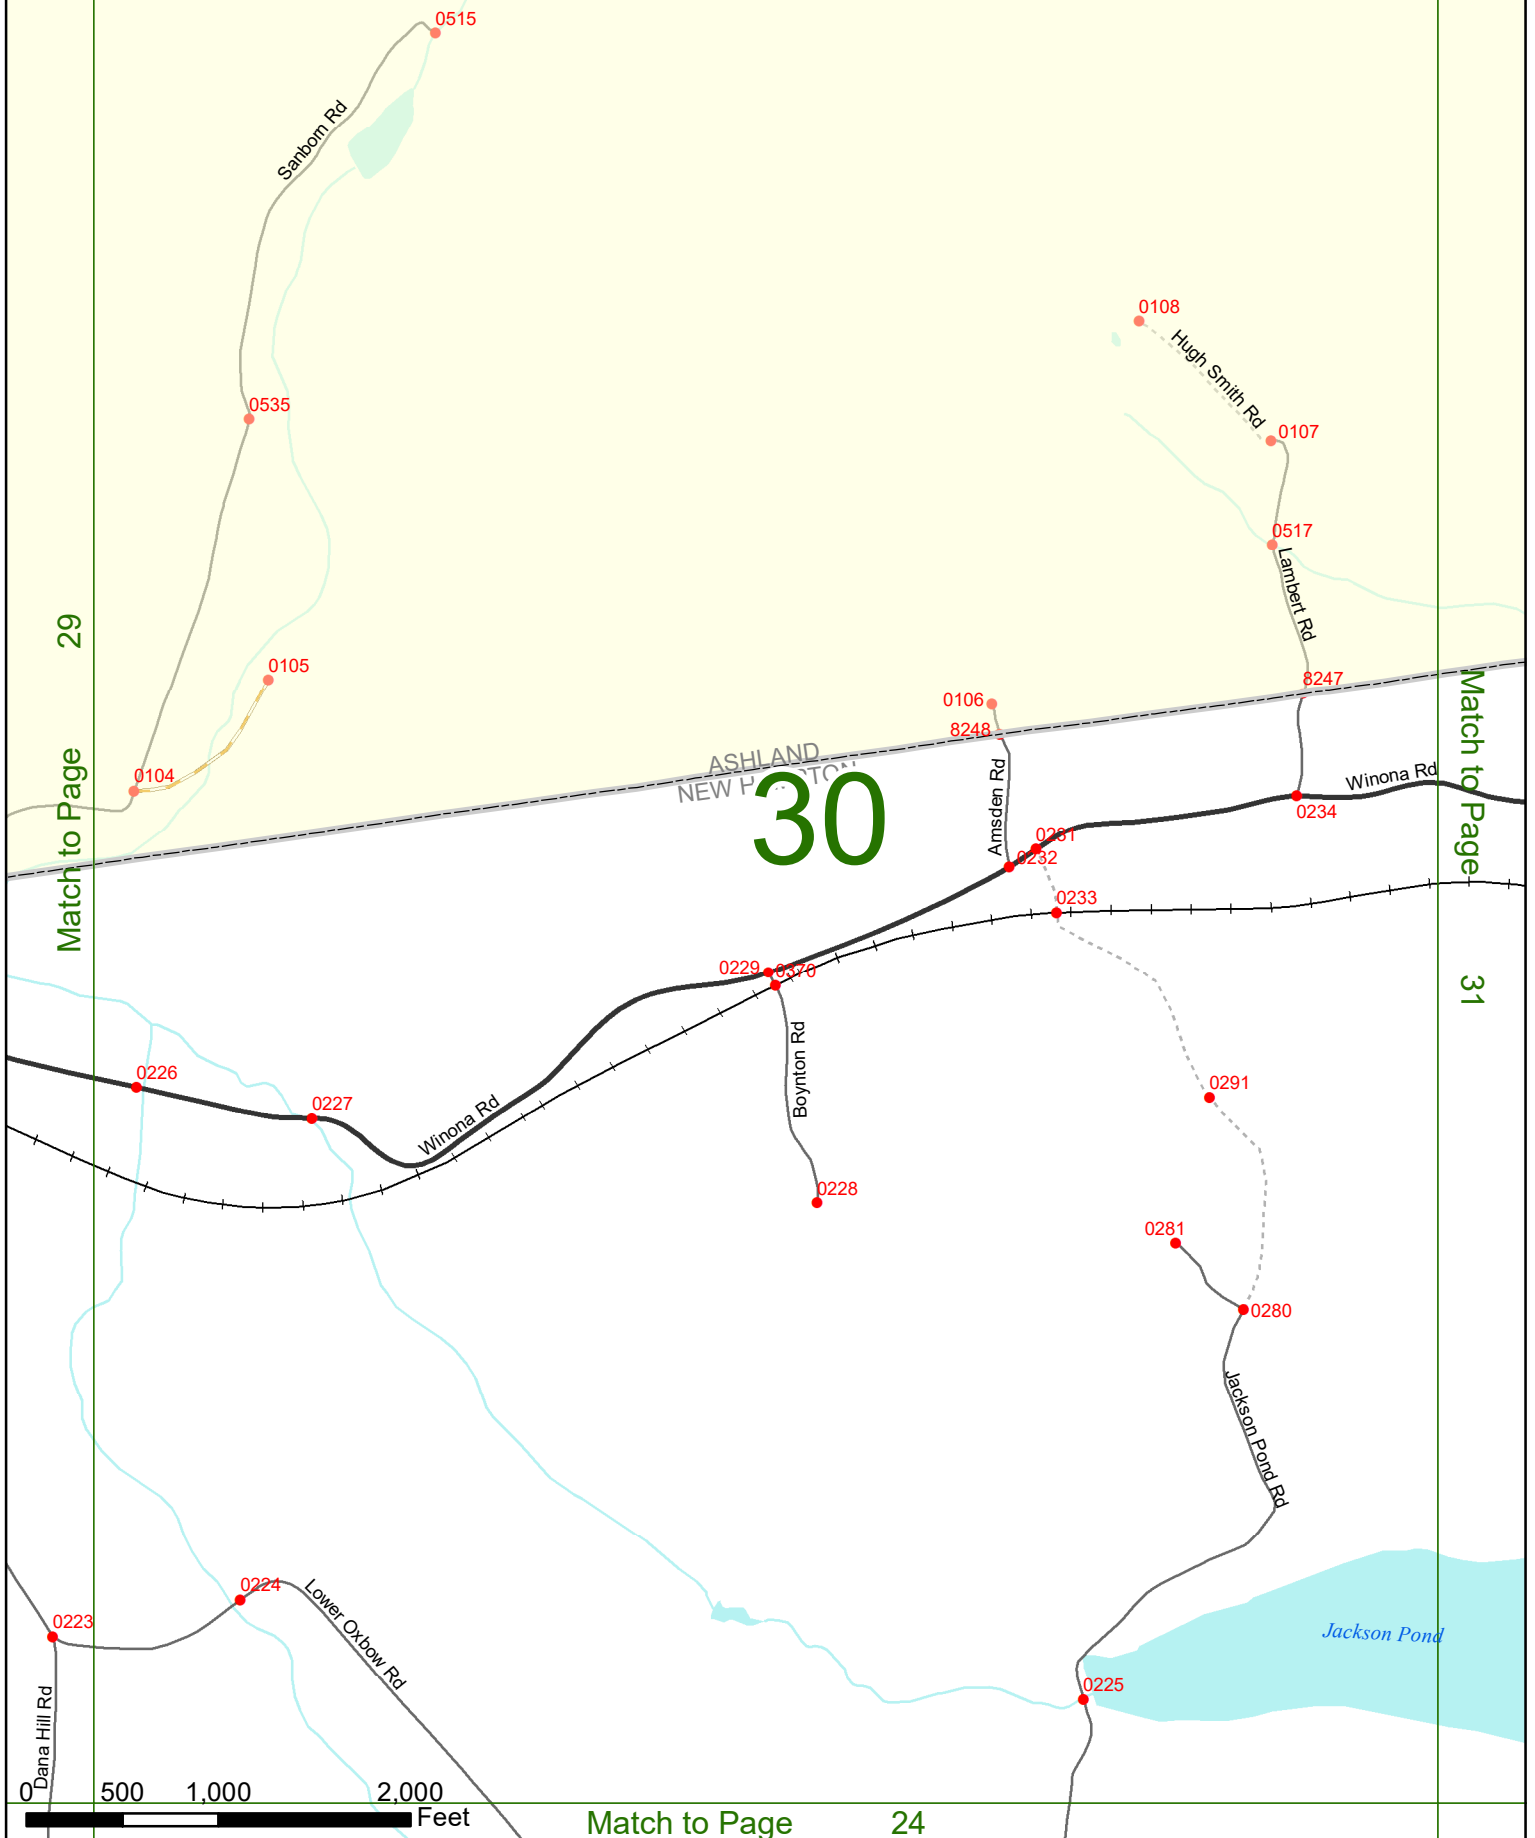 0515
Sanborn Rd
0108
Hugh Smith Rd
0535
0107
0517
Lambert Rd
29
Match to Page
0105
0104
8247
0106
8248
ASHLAND
30
Amsden Rd
Winona Rd
0234
0231
0232
0233
Match to Page
31
0229
0370
0226
0227
Winona Rd
Boynton Rd
0228
0291
0281
0280
Jackson Pond Rd
0224
0223
Lower Oxbow Rd
Jackson Pond
0225
Dana Hill Rd
0 500 1,000 2,000
Feet
Match to Page 24